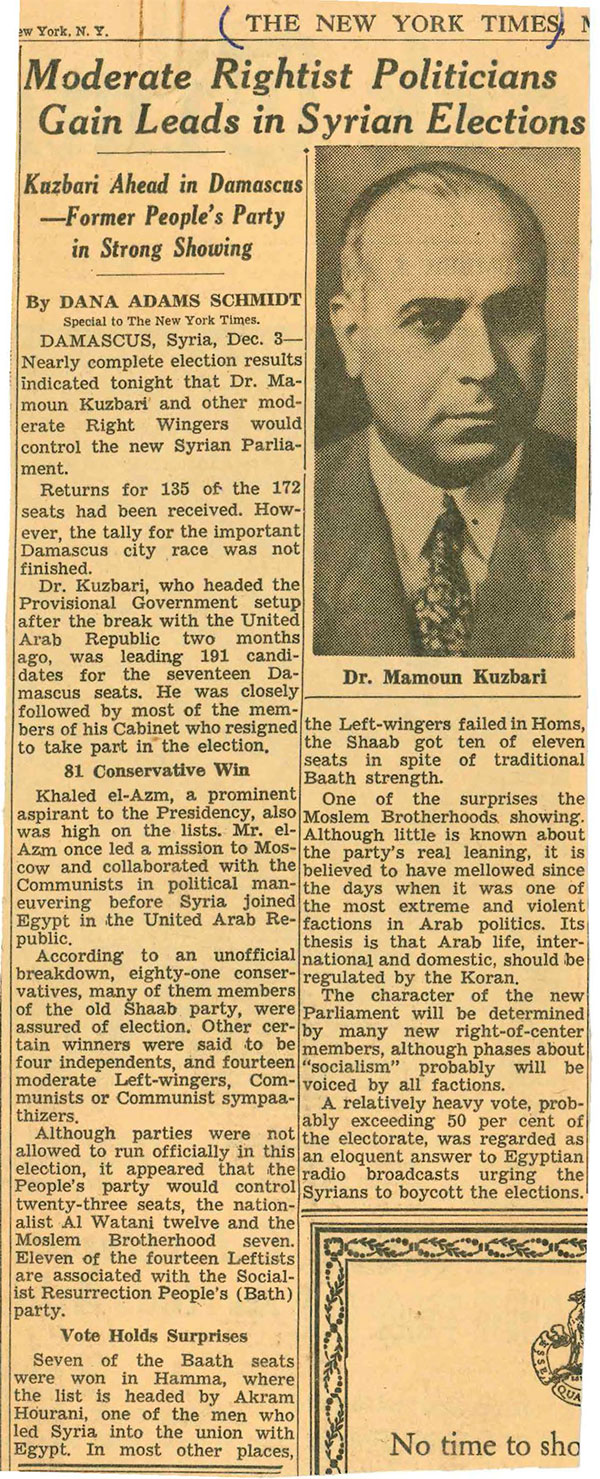 ew York, N. Y.
(THE NEW YORK TIMES,)
Moderate Rightist Politicians
Gain Leads in Syrian Elections
Kuzbari Ahead in Damascus
—Former People's Party
in Strong Showing
By DANA ADAMS SCHMIDT
Special to The New York Times.
DAMASCUS, Syria, Dec. 3—
Nearly complete election results
indicated tonight that Dr. Ma-
moun Kuzbari and other mod-
erate Right Wingers would
control the new Syrian Parlia-
ment.
Returns for 135 of the 172
seats had been received. How-
ever, the tally for the important
Damascus city race was not
finished.
Dr. Kuzbari, who headed the
Provisional Government setup
after the break with the United
Arab Republic two months
ago, was leading 191 candi-
dates for the seventeen Da-
mascus seats. He was closely
followed by most of the mem-
bers of his Cabinet who resigned
to take part in the election.
81 Conservative Win
Khaled el-Azm, a prominent
aspirant to the Presidency, also
was high on the lists. Mr. el-
Azm once led a mission to Mos-
cow and collaborated with the
Communists in political man-
euvering before Syria joined
Egypt in the United Arab Re-
public.
According to an unofficial
breakdown, eighty-one conser-
vatives, many of them members
of the old Shaab party, were
assured of election. Other cer-
tain winners were said to be
four independents, and fourteen
moderate Left-wingers, Com-
munists or Communist sympaa-
thizers.
Although parties were not
allowed to run officially in this
election, it appeared that the
People's party would control
twenty-three seats, the nation-
alist Al Watani twelve and the
Moslem Brotherhood seven.
Eleven of the fourteen Leftists
are associated with the Social-
ist Resurrection People's (Bath)
party.
Vote Holds Surprises
Seven of the Baath seats
were won in Hamma, where
the list is headed by Akram
Hourani, one of the men who
led Syria into the union with
Egypt. In most other places,
Dr. Mamoun Kuzbari
the Left-wingers failed in Homs,
the Shaab got ten of eleven
seats in spite of traditional
Baath strength.
One of the surprises the
Moslem Brotherhoods showing.
Although little is known about
the party's real leaning, it is
believed to have mellowed since
the days when it was one of
the most extreme and violent
factions in Arab politics. Its
thesis is that Arab life, inter-
national and domestic, should be
regulated by the Koran.
The character of the new
Parliament will be determined
by many new right-of-center
members, although phases about
"socialism" probably will be
voiced by all factions.
A relatively heavy vote, prob-
ably exceeding 50 per cent of
the electorate, was regarded as
an eloquent answer to Egyptian
radio broadcasts urging the
Syrians to boycott the elections.
No time to sho